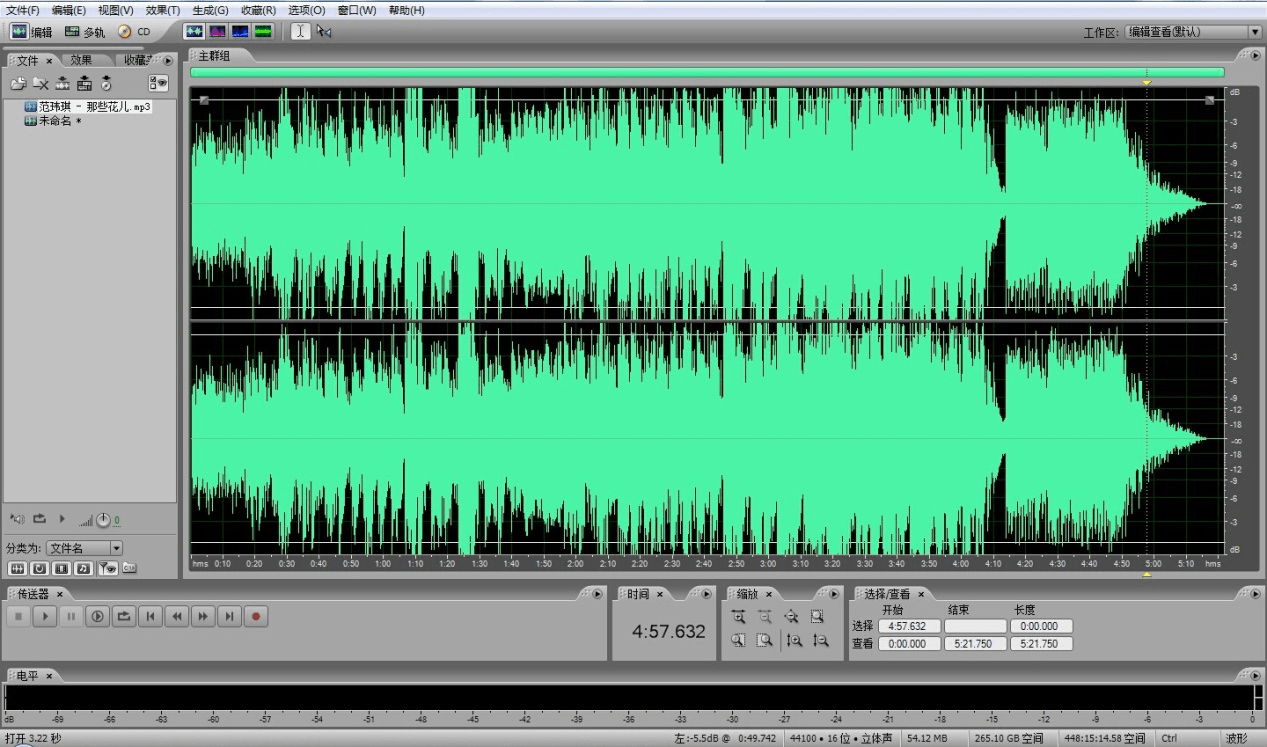 文件(F) 编辑(E) 视图(V) 效果(T) 生成(G) 收藏(R) 选项(O) 窗口(W) 帮助(H)
编辑 多轨 CD 工作区: 编辑查看(默认)
文件 × 效果 收藏 主群组
范玮琪 - 那些花儿.mp3
未命名 *
dB
-3
-6
-9
-12
-18
-∞
-18
-12
-9
-6
-3
-3
-6
-9
-12
-18
-∞
-18
-12
-9
-6
-3
dB
0
分类为: 文件名
hms 0:10 0:20 0:30 0:40 0:50 1:00 1:10 1:20 1:30 1:40 1:50 2:00 2:10 2:20 2:30 2:40 2:50 3:00 3:10 3:20 3:30 3:40 3:50 4:00 4:10 4:20 4:30 4:40 4:50 5:00 5:10 hms
传送器 × 时间 × 缩放 × 选择/查看 ×
开始 结束 长度
选择 4:57.632 0:00.000
查看 0:00.000 5:21.750 5:21.750
4:57.632
电平 ×
dB -69 -66 -63 -60 -57 -54 -51 -48 -45 -42 -39 -36 -33 -30 -27 -24 -21 -18 -15 -12 -9 -6 -3 0
打开 3.22 秒 左:-5.5dB @ 0:49.742 44100 • 16 位 • 立体声 54.12 MB 265.10 GB 空间 448:15:14.58 空间 Ctrl 波形